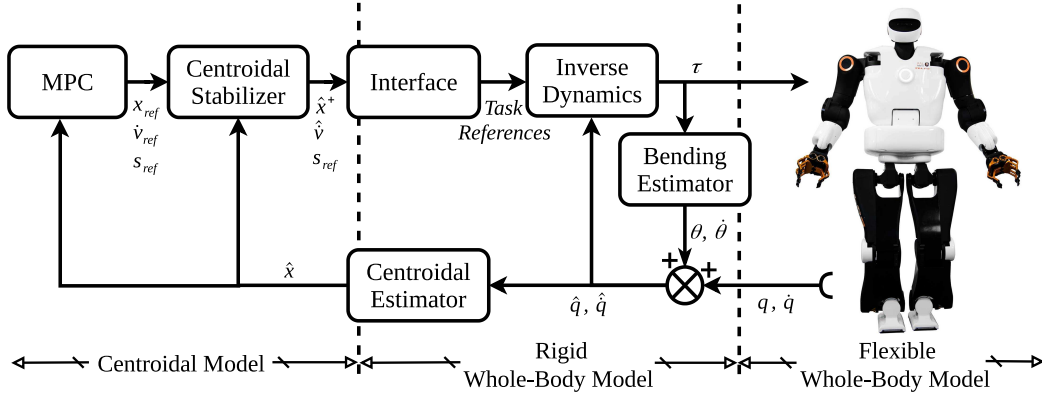 MPC
x_ref
v̇_ref
s_ref
Centroidal
Stabilizer
x̂⁺
v̂̇
s_ref
Interface
Task
References
Inverse
Dynamics
τ
Bending
Estimator
θ, θ̇
+
+
q, q̇
q̂, q̂̇
Centroidal
Estimator
x̂
Centroidal Model
Rigid
Whole-Body Model
Flexible
Whole-Body Model